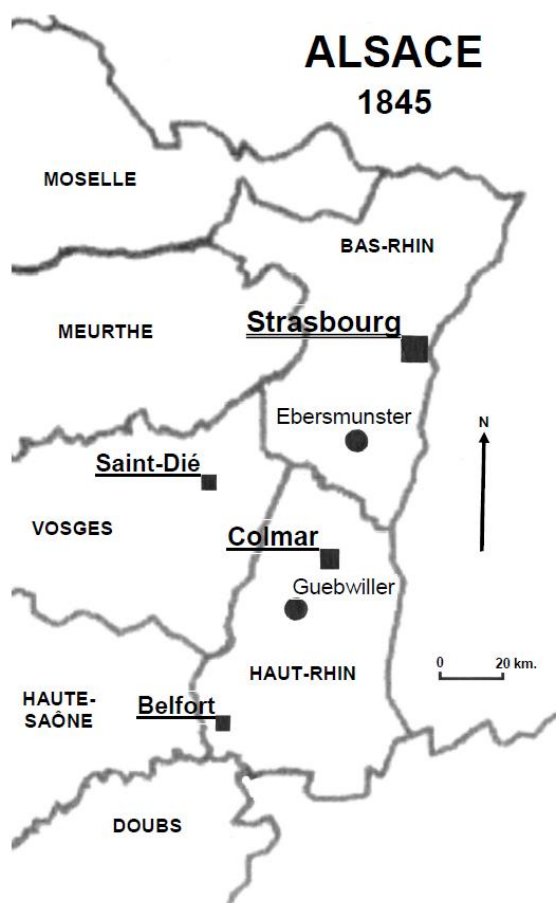 ALSACE
1845
MOSELLE
BAS-RHIN
MEURTHE
Strasbourg
Ebersmunster
N
Saint-Dié
VOSGES
Colmar
Guebwiller
0 20 km.
HAUT-RHIN
HAUTE-
SAÔNE
Belfort
DOUBS